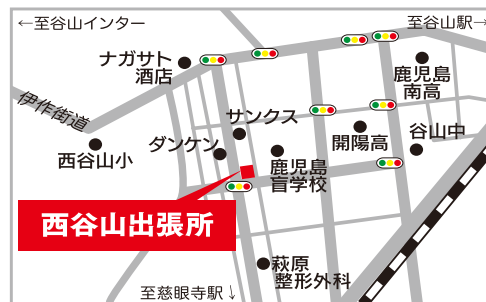 ←至谷山インター
至谷山駅→
ナガサト
酒店
鹿児島
南高
伊作街道
サンクス
ダンケン
開陽高
谷山中
西谷山小
鹿児島
盲学校
西谷山出張所
萩原
整形外科
至慈眼寺駅↓